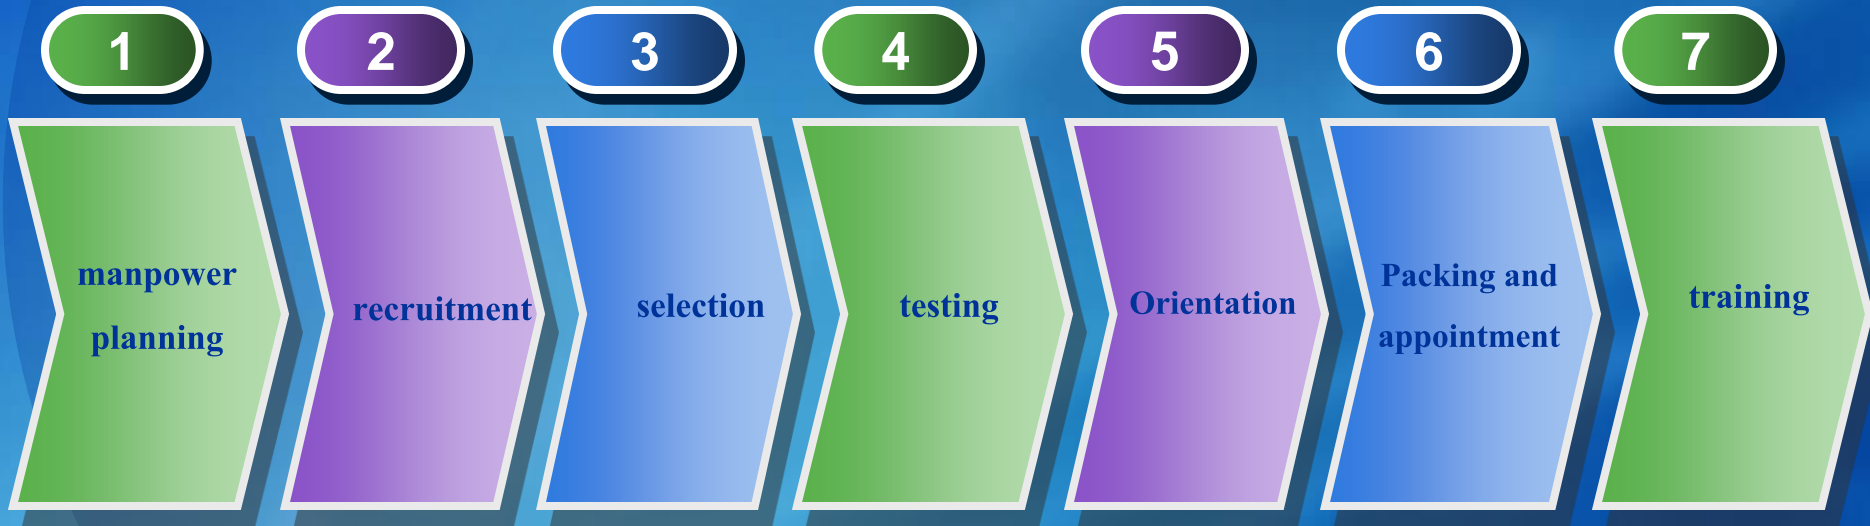 1
2
3
4
5
6
7
manpower
planning
recruitment
selection
testing
Orientation
Packing and
appointment
training